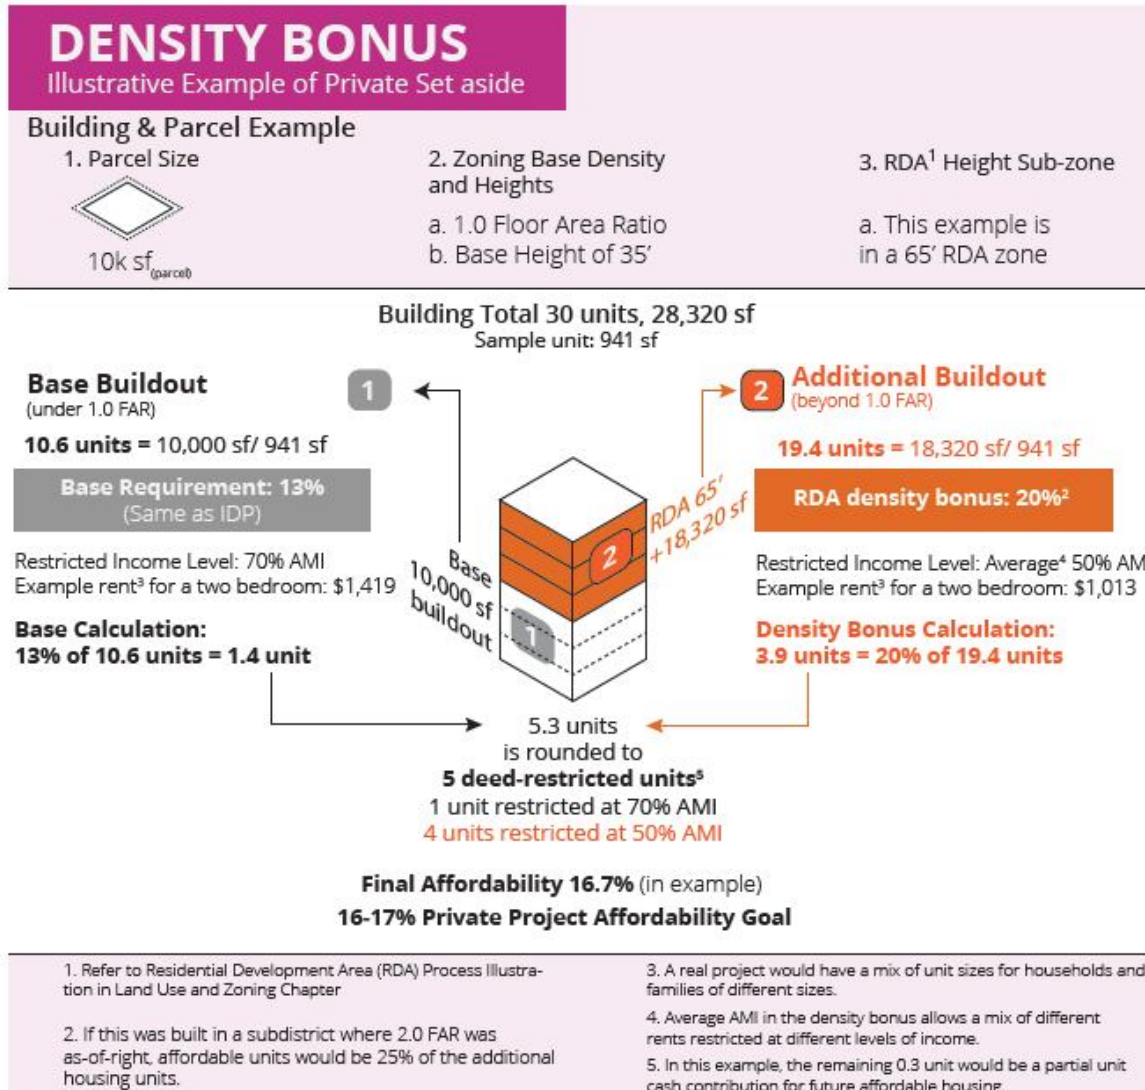 DENSITY BONUS
Illustrative Example of Private Set aside
Building & Parcel Example
1. Parcel Size
10k sf(parcel)
2. Zoning Base Density
and Heights
a. 1.0 Floor Area Ratio
b. Base Height of 35'
3. RDA¹ Height Sub-zone
a. This example is
in a 65' RDA zone
Building Total 30 units, 28,320 sf
Sample unit: 941 sf
Base Buildout
(under 1.0 FAR)
1
10.6 units = 10,000 sf/ 941 sf
Base Requirement: 13%
(Same as IDP)
Restricted Income Level: 70% AMI
Example rent³ for a two bedroom: $1,419
Base Calculation:
13% of 10.6 units = 1.4 unit
Base
10,000 sf
buildout
1
2
RDA 65'
+18,320 sf
2
Additional Buildout
(beyond 1.0 FAR)
19.4 units = 18,320 sf/ 941 sf
RDA density bonus: 20%²
Restricted Income Level: Average⁴ 50% AM
Example rent³ for a two bedroom: $1,013
Density Bonus Calculation:
3.9 units = 20% of 19.4 units
5.3 units
is rounded to
5 deed-restricted units⁵
1 unit restricted at 70% AMI
4 units restricted at 50% AMI
Final Affordability 16.7% (in example)
16-17% Private Project Affordability Goal
1. Refer to Residential Development Area (RDA) Process Illustra-
tion in Land Use and Zoning Chapter
2. If this was built in a subdistrict where 2.0 FAR was
as-of-right, affordable units would be 25% of the additional
housing units.
3. A real project would have a mix of unit sizes for households and
families of different sizes.
4. Average AMI in the density bonus allows a mix of different
rents restricted at different levels of income.
5. In this example, the remaining 0.3 unit would be a partial unit
cash contribution for future affordable housing